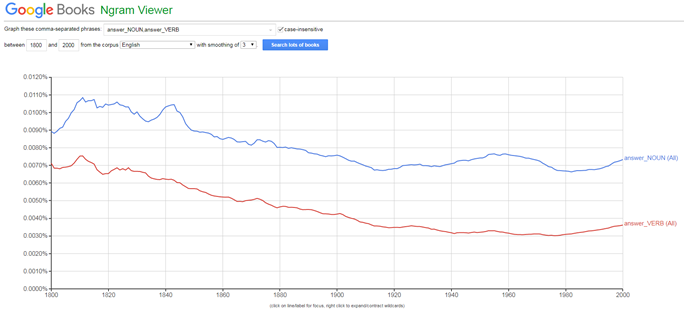 Google Books Ngram Viewer
Graph these comma-separated phrases: answer_NOUN,answer_VERB case-insensitive
between 1800 and 2000 from the corpus English with smoothing of 3 Search lots of books
0.0120%
0.0110%
0.0100%
0.0090%
0.0080%
0.0070%
answer_NOUN (All)
0.0060%
0.0050%
0.0040%
answer_VERB (All)
0.0030%
0.0020%
0.0010%
0.0000%
1800 1820 1840 1860 1880 1900 1920 1940 1960 1980 2000
(click on line/label for focus, right click to expand/contract wildcards)